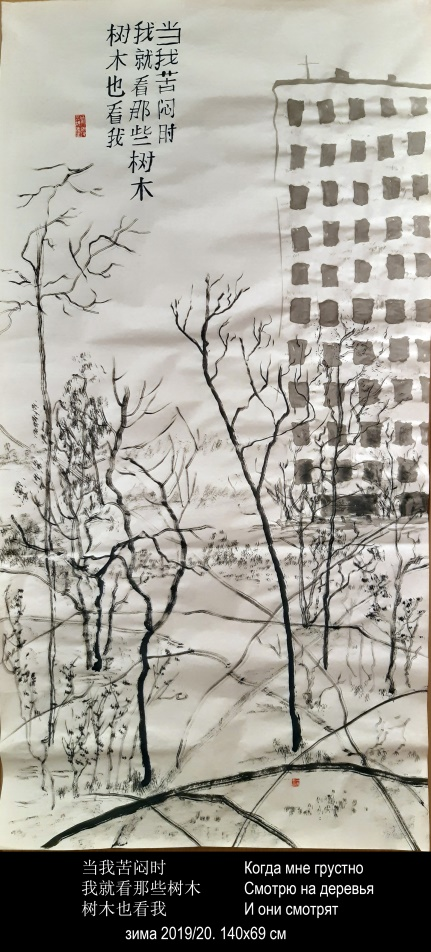 当我苦闷时
我就看那些树木
树木也看我
当我苦闷时
我就看那些树木
树木也看我
Когда мне грустно
Смотрю на деревья
И они смотрят
зима 2019/20. 140x69 см